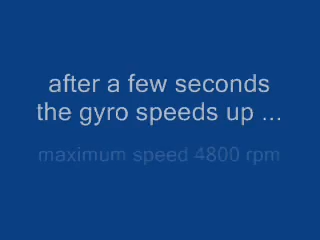 after a few seconds
the gyro speeds up ...
maximum speed 4800 rpm